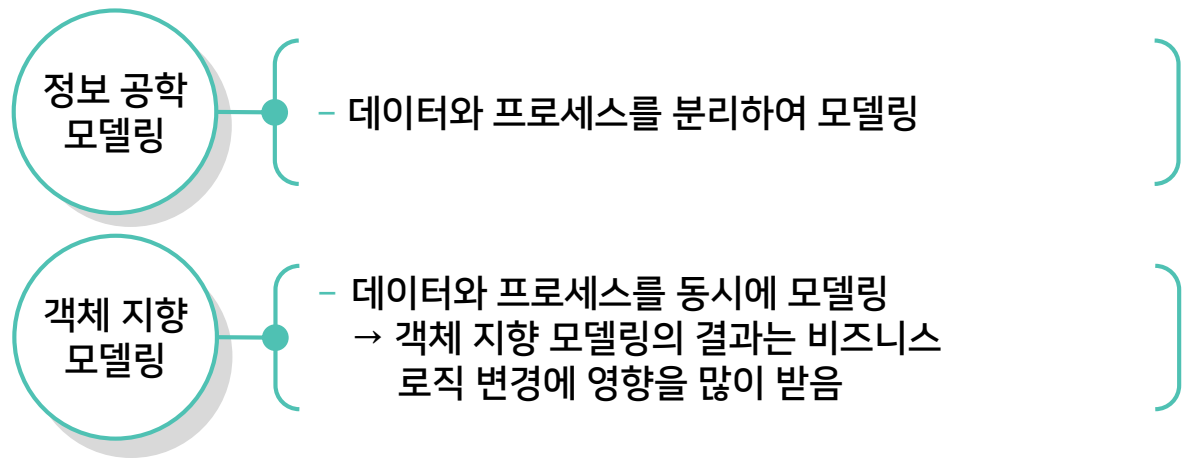 정보 공학
모델링
– 데이터와 프로세스를 분리하여 모델링
객체 지향
모델링
– 데이터와 프로세스를 동시에 모델링
→ 객체 지향 모델링의 결과는 비즈니스
로직 변경에 영향을 많이 받음